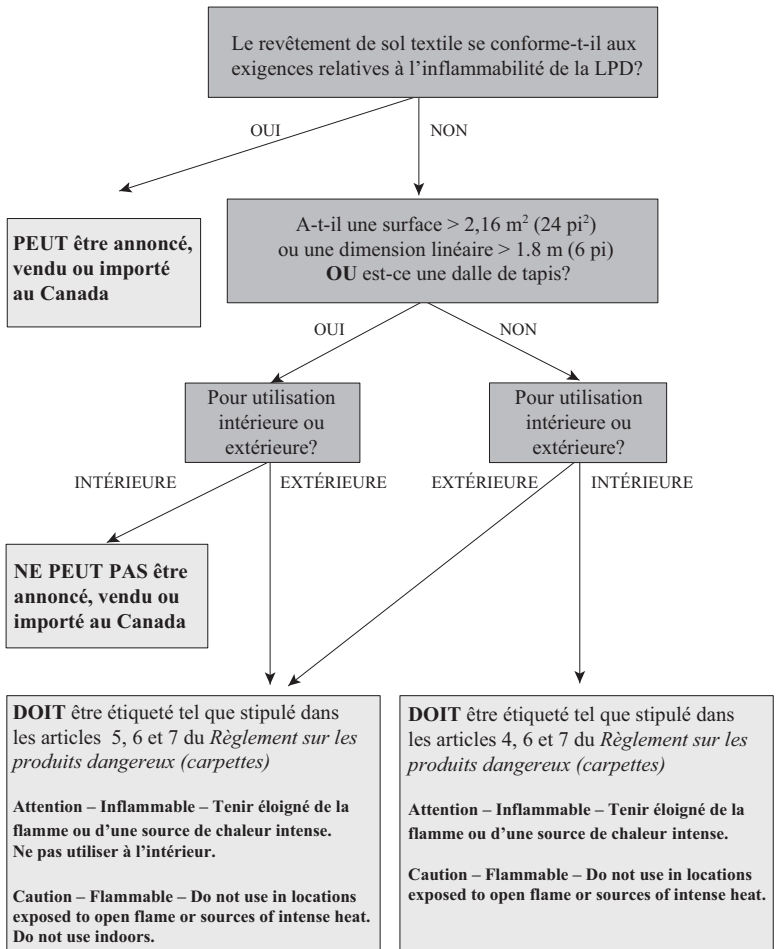 Le revêtement de sol textile se conforme-t-il aux
exigences relatives à l’inflammabilité de la LPD?
OUI
NON
PEUT être annoncé,
vendu ou importé
au Canada
A-t-il une surface > 2,16 m² (24 pi²)
ou une dimension linéaire > 1.8 m (6 pi)
OU est-ce une dalle de tapis?
OUI
NON
Pour utilisation
intérieure ou
extérieure?
Pour utilisation
intérieure ou
extérieure?
INTÉRIEURE
EXTÉRIEURE
EXTÉRIEURE
INTÉRIEURE
NE PEUT PAS être
annoncé, vendu ou
importé au Canada
DOIT être étiqueté tel que stipulé dans
les articles 5, 6 et 7 du Règlement sur les
produits dangereux (carpettes)
Attention – Inflammable – Tenir éloigné de la
flamme ou d’une source de chaleur intense.
Ne pas utiliser à l’intérieur.
Caution – Flammable – Do not use in locations
exposed to open flame or sources of intense heat.
Do not use indoors.
DOIT être étiqueté tel que stipulé dans
les articles 4, 6 et 7 du Règlement sur les
produits dangereux (carpettes)
Attention – Inflammable – Tenir éloigné de la
flamme ou d’une source de chaleur intense.
Caution – Flammable – Do not use in locations
exposed to open flame or sources of intense heat.